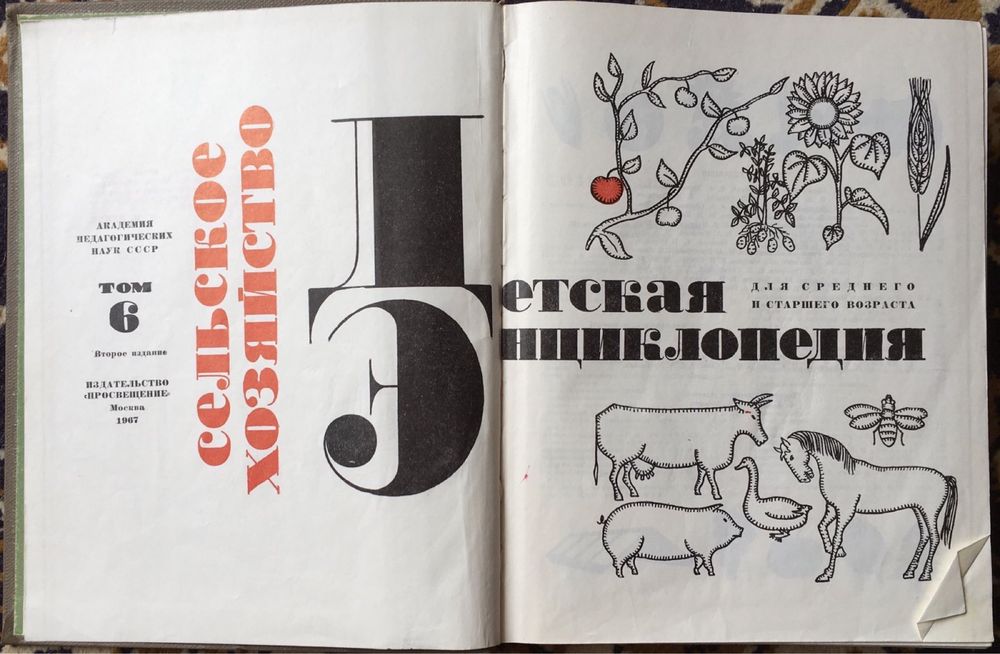 АКАДЕМИЯ
ПЕДАГОГИЧЕСКИХ
НАУК СССР
ТОМ
6
Второе издание
ИЗДАТЕЛЬСТВО
«ПРОСВЕЩЕНИЕ»
Москва
1967
сельское
хозяйство
Детская
Энциклопедия
ДЛЯ СРЕДНЕГО
И СТАРШЕГО ВОЗРАСТА